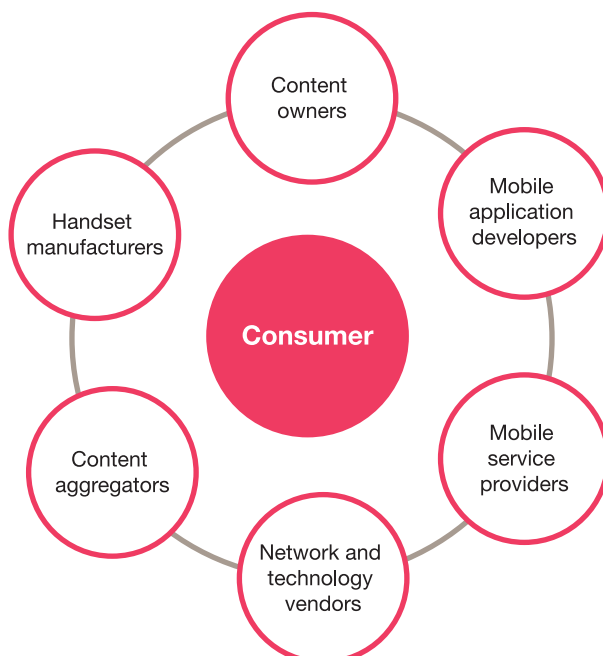 Content
owners
Mobile
application
developers
Handset
manufacturers
Consumer
Mobile
service
providers
Content
aggregators
Network and
technology
vendors